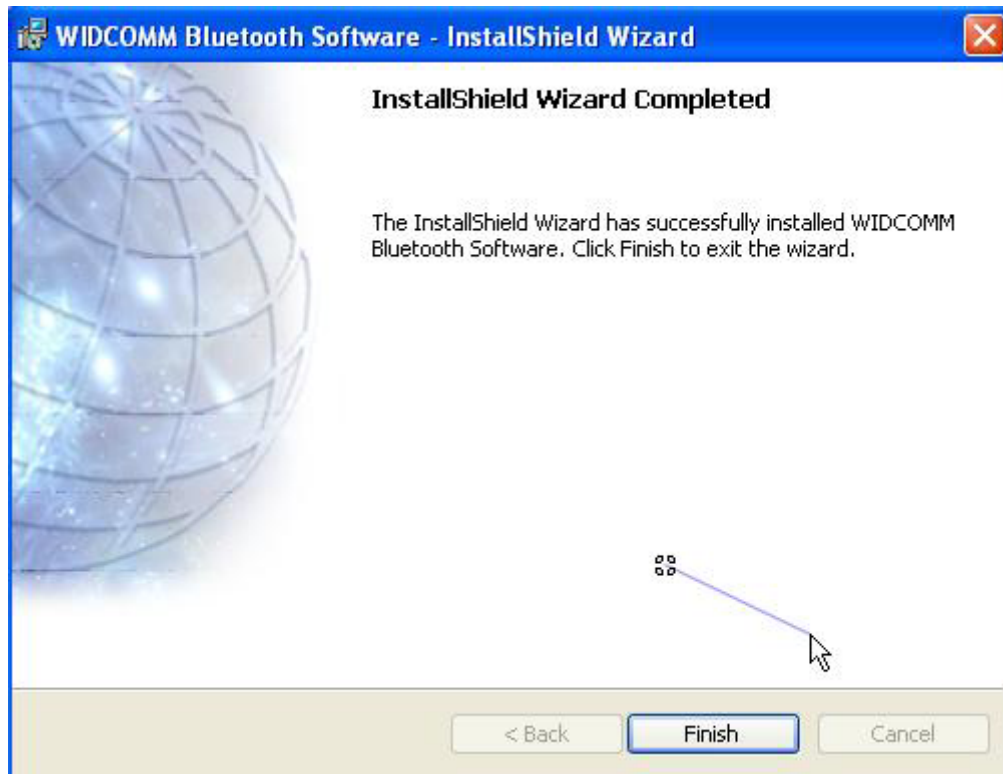 WIDCOMM Bluetooth Software - InstallShield Wizard
InstallShield Wizard Completed
The InstallShield Wizard has successfully installed WIDCOMM
Bluetooth Software. Click Finish to exit the wizard.
< Back Finish Cancel